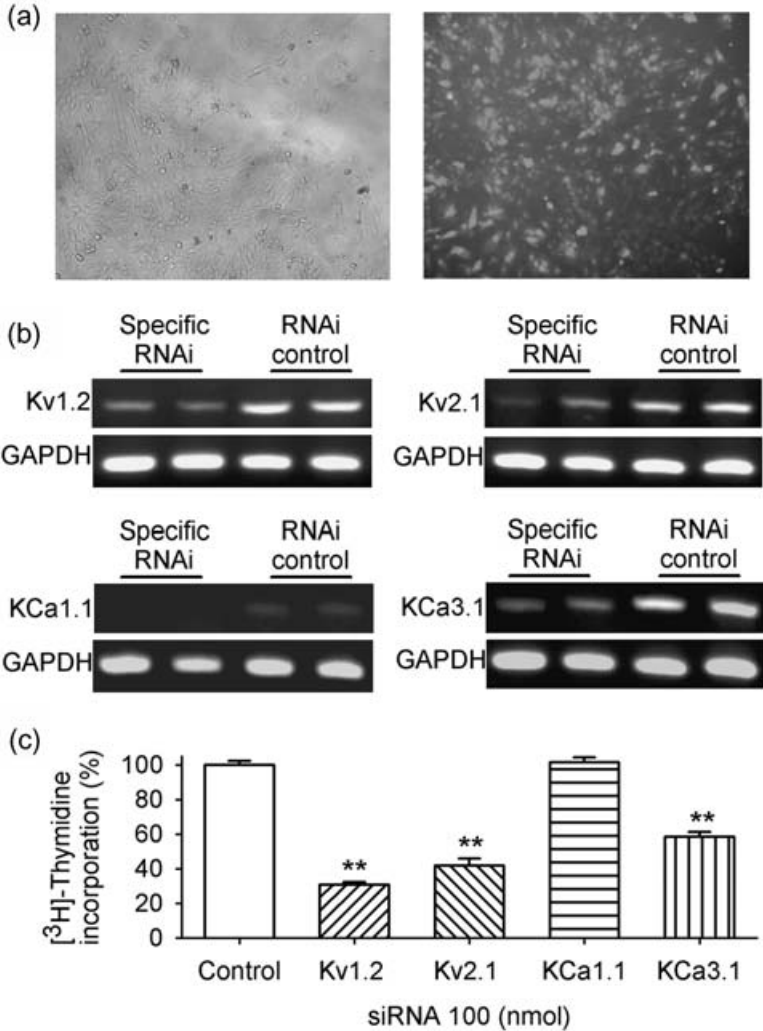 (a)
(b)
Specific RNAi
RNAi control
Kv1.2
GAPDH
Specific RNAi
RNAi control
Kv2.1
GAPDH
Specific RNAi
RNAi control
KCa1.1
GAPDH
Specific RNAi
RNAi control
KCa3.1
GAPDH
(c)
[³H]-Thymidine
incorporation (%)
100
80
60
40
20
0
**
**
**
Control
Kv1.2
Kv2.1
KCa1.1
KCa3.1
siRNA 100 (nmol)